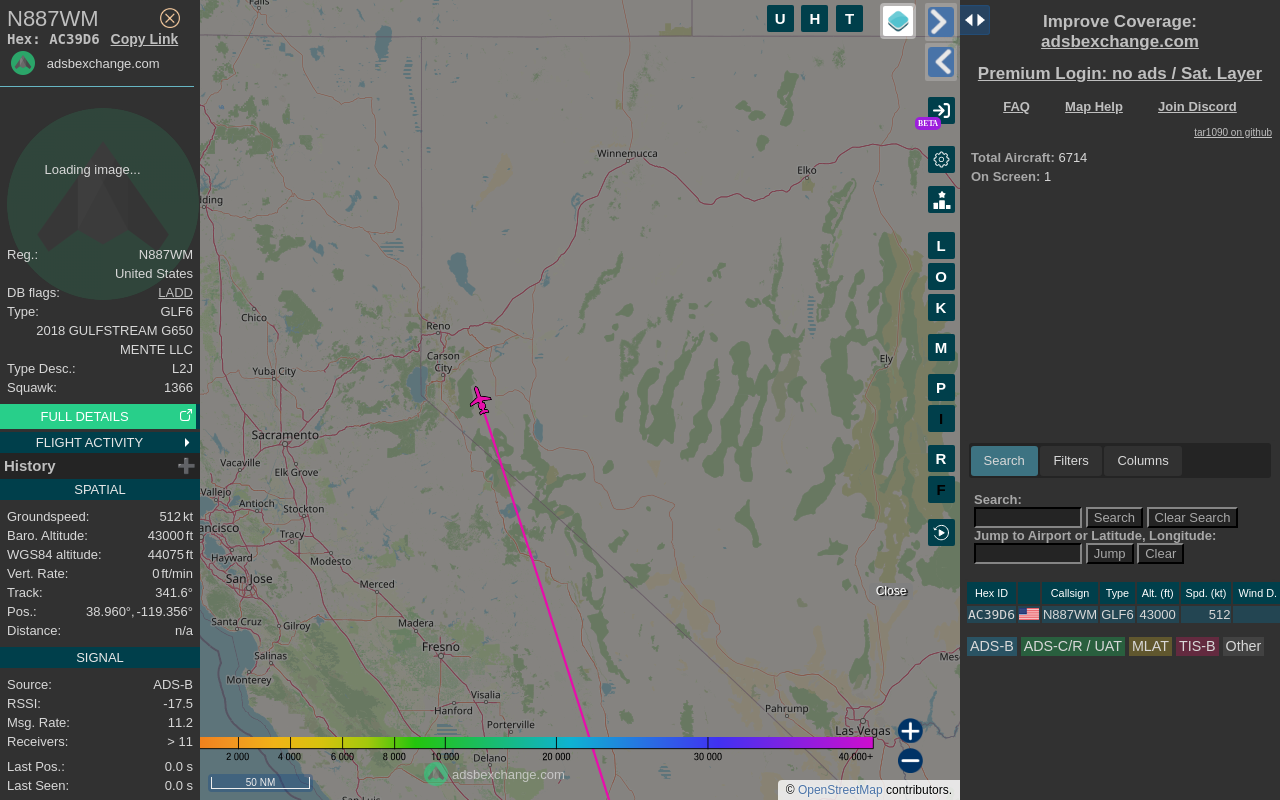 N887WM
Hex: AC39D6 Copy Link
adsbexchange.com
Loading image...
Reg.: N887WM
United States
DB flags: LADD
Type: GLF6
2018 GULFSTREAM G650
MENTE LLC
Type Desc.: L2J
Squawk: 1366
FULL DETAILS
FLIGHT ACTIVITY
History
SPATIAL
Groundspeed: 512 kt
Baro. Altitude: 43000 ft
WGS84 altitude: 44075 ft
Vert. Rate: 0 ft/min
Track: 341.6°
Pos.: 38.960°, -119.356°
Distance: n/a
SIGNAL
Source: ADS-B
RSSI: -17.5
Msg. Rate: 11.2
Receivers: > 11
Last Pos.: 0.0 s
Last Seen: 0.0 s
Falls
U H T
BETA
L
O
K
M
P
I
R
F
Winnemucca
Elko
dding
Chico
Reno
Carson
City
Ely
Yuba City
Sacramento
Vacaville
Elk Grove
Vallejo
Antioch
Stockton
ancisco
Tracy
Hayward
Modesto
San Jose
Merced
Close
Santa Cruz
Gilroy
Madera
Salinas
Fresno
Mes
Monterey
Visalia
Hanford
Pahrump
Porterville
Las Vegas
Delano
2 000 4 000 6 000 8 000 10 000 20 000 30 000 40 000+
adsbexchange.com
50 NM
San Luis
© OpenStreetMap contributors.
Improve Coverage:
adsbexchange.com
Premium Login: no ads / Sat. Layer
FAQ Map Help Join Discord
tar1090 on github
Total Aircraft: 6714
On Screen: 1
Search Filters Columns
Search:
Search Clear Search
Jump to Airport or Latitude, Longitude:
Jump Clear
Hex ID Callsign Type Alt. (ft) Spd. (kt) Wind D.
AC39D6 N887WM GLF6 43000 512
ADS-B ADS-C/R / UAT MLAT TIS-B Other